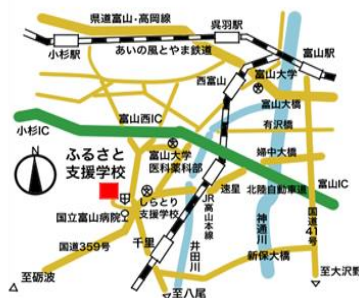 県道富山・高岡線
呉羽駅
富山駅
小杉駅
あいの風とやま鉄道
西富山
富山大学
富山大橋
小杉IC
富山西IC
有沢橋
N
ふるさと
支援学校
富山大学
医科薬科部
婦中大橋
しらとり
支援学校
速星
北陸自動車道
富山IC
国立富山病院
JR高山本線
神通川
国道41号
国道359号
千里
井田川
新保大橋
至砺波
至八尾
至大沢野